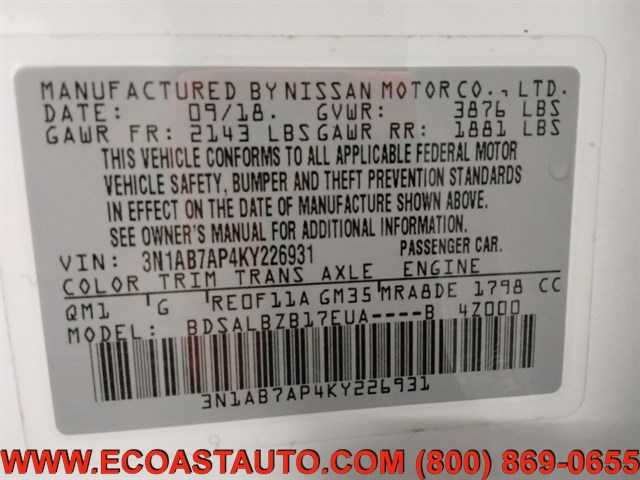 MANUFACTURED BY NISSAN MOTOR CO., LTD.
DATE: 09/18. GVWR: 3876 LBS
GAWR FR: 2143 LBS GAWR RR: 1881 LBS
THIS VEHICLE CONFORMS TO ALL APPLICABLE FEDERAL MOTOR
VEHICLE SAFETY, BUMPER AND THEFT PREVENTION STANDARDS
IN EFFECT ON THE DATE OF MANUFACTURE SHOWN ABOVE.
SEE OWNER'S MANUAL FOR ADDITIONAL INFORMATION.
VIN: 3N1AB7AP4KY226931 PASSENGER CAR.
COLOR TRIM TRANS AXLE ENGINE
QM1 G RE0F11A GM35 MRA8DE 1798 CC
MODEL: BDSALBZB17EUA----B 4Z000
3N1AB7AP4KY226931
WWW.ECOASTAUTO.COM (800) 869-0655